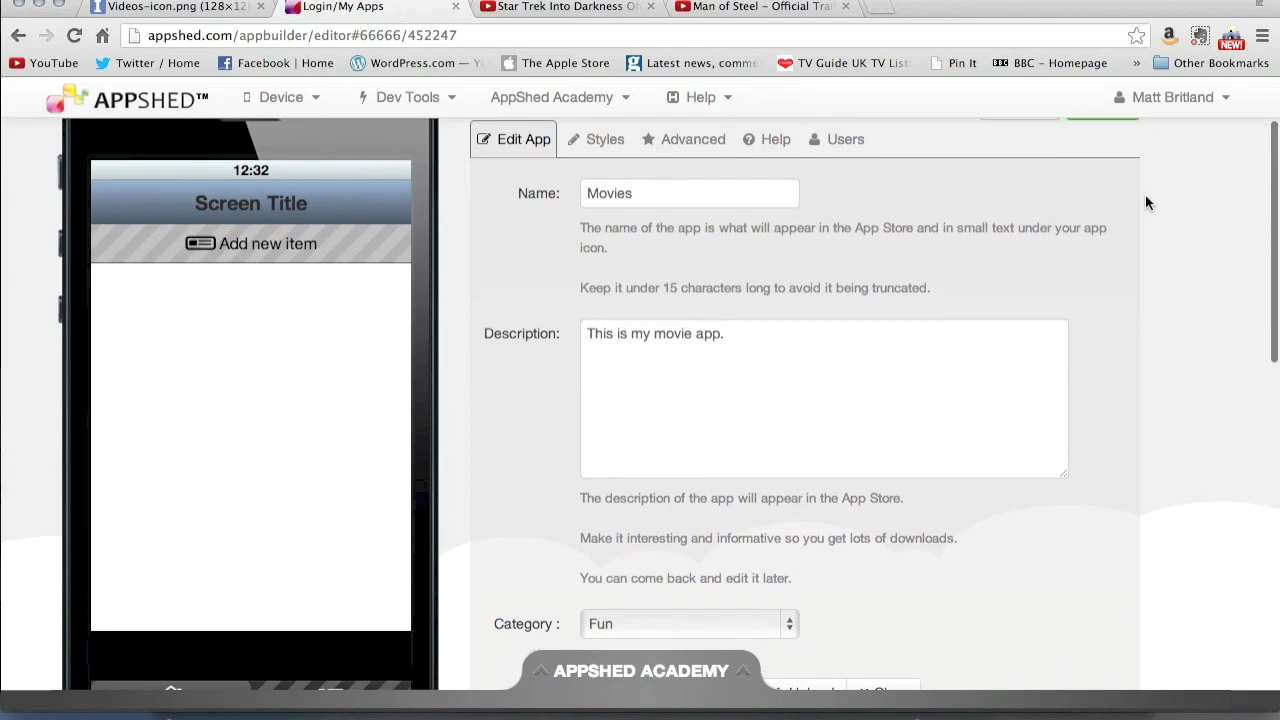 Videos-icon.png (128×12
Login/My Apps
Star Trek Into Darkness Of
Man of Steel – Official Tra
appshed.com/appbuilder/editor#66666/452247
YouTube
Twitter / Home
Facebook | Home
WordPress.com —
The Apple Store
Latest news, comme
TV Guide UK TV List
Pin It
BBC – Homepage
»
Other Bookmarks
NEW!
APPSHED™
Device
Dev Tools
AppShed Academy
Help
Matt Britland
12:32
Screen Title
Add new item
Edit App
Styles
Advanced
Help
Users
Name:
Movies
The name of the app is what will appear in the App Store and in small text under your app
icon.
Keep it under 15 characters long to avoid it being truncated.
Description:
This is my movie app.
The description of the app will appear in the App Store.
Make it interesting and informative so you get lots of downloads.
You can come back and edit it later.
Category :
Fun
APPSHED ACADEMY